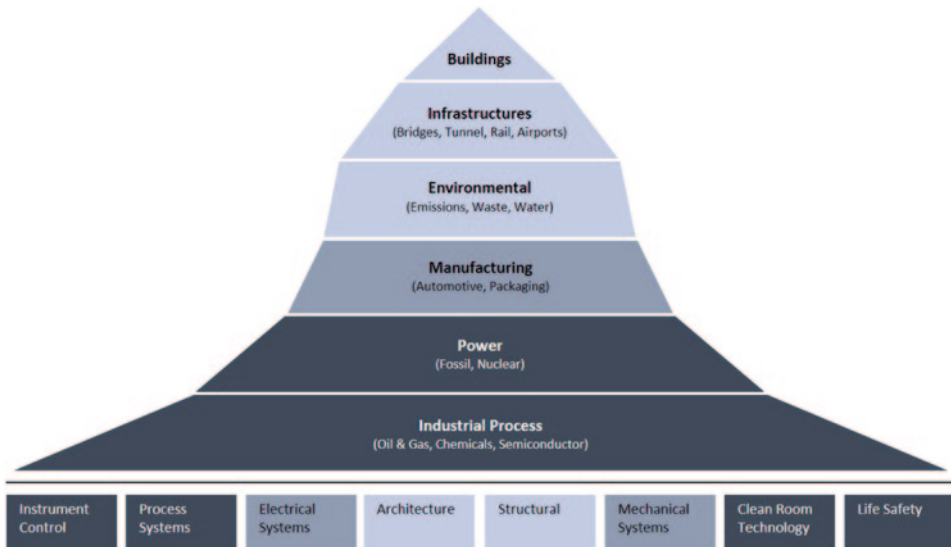 Buildings
Infrastructures
(Bridges, Tunnel, Rail, Airports)
Environmental
(Emissions, Waste, Water)
Manufacturing
(Automotive, Packaging)
Power
(Fossil, Nuclear)
Industrial Process
(Oil & Gas, Chemicals, Semiconductor)
Instrument
Control
Process
Systems
Electrical
Systems
Architecture
Structural
Mechanical
Systems
Clean Room
Technology
Life Safety